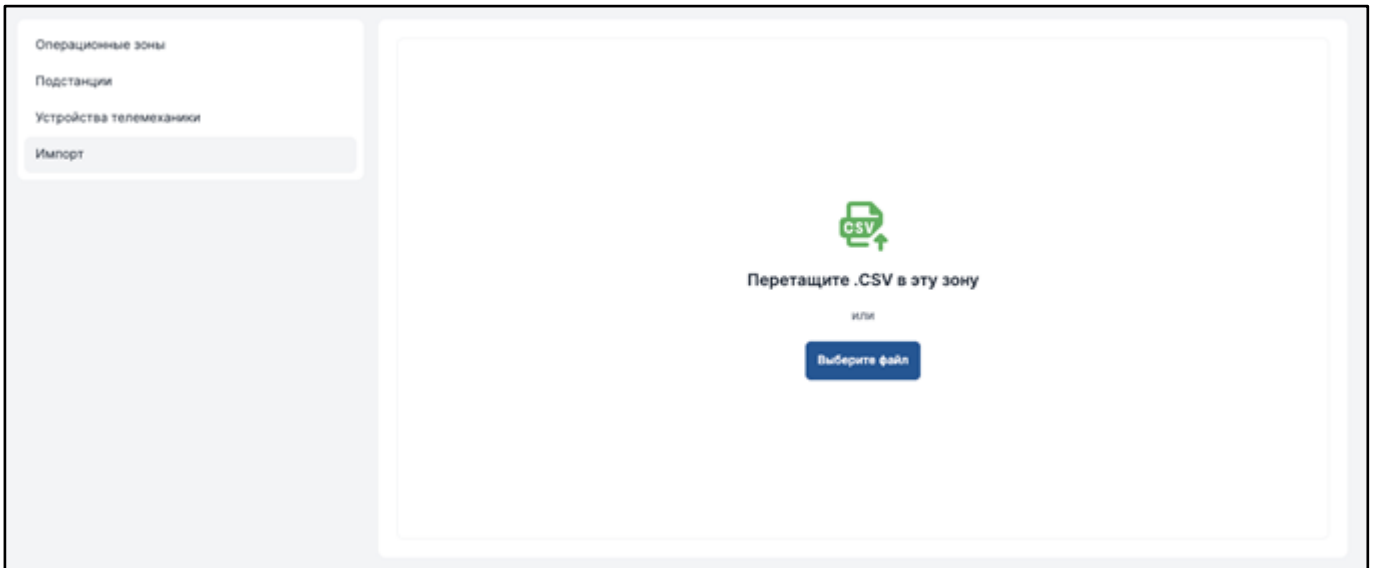 Операционные зоны
Подстанции
Устройства телемеханики
Импорт
CSV
Перетащите .CSV в эту зону
или
Выберите файл